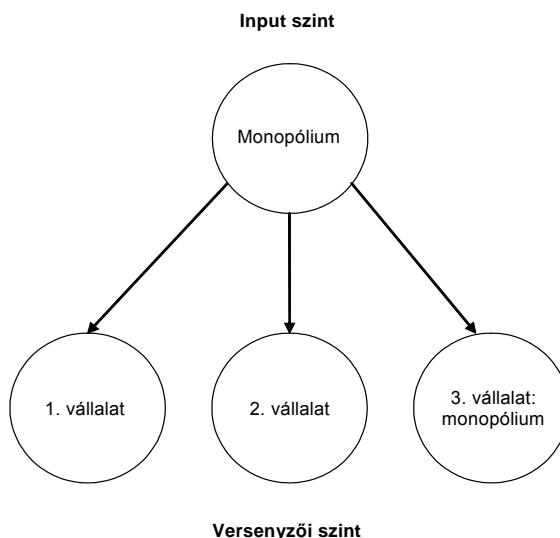 Input szint
Monopólium
1. vállalat
2. vállalat
3. vállalat:
monopólium
Versenyzői szint